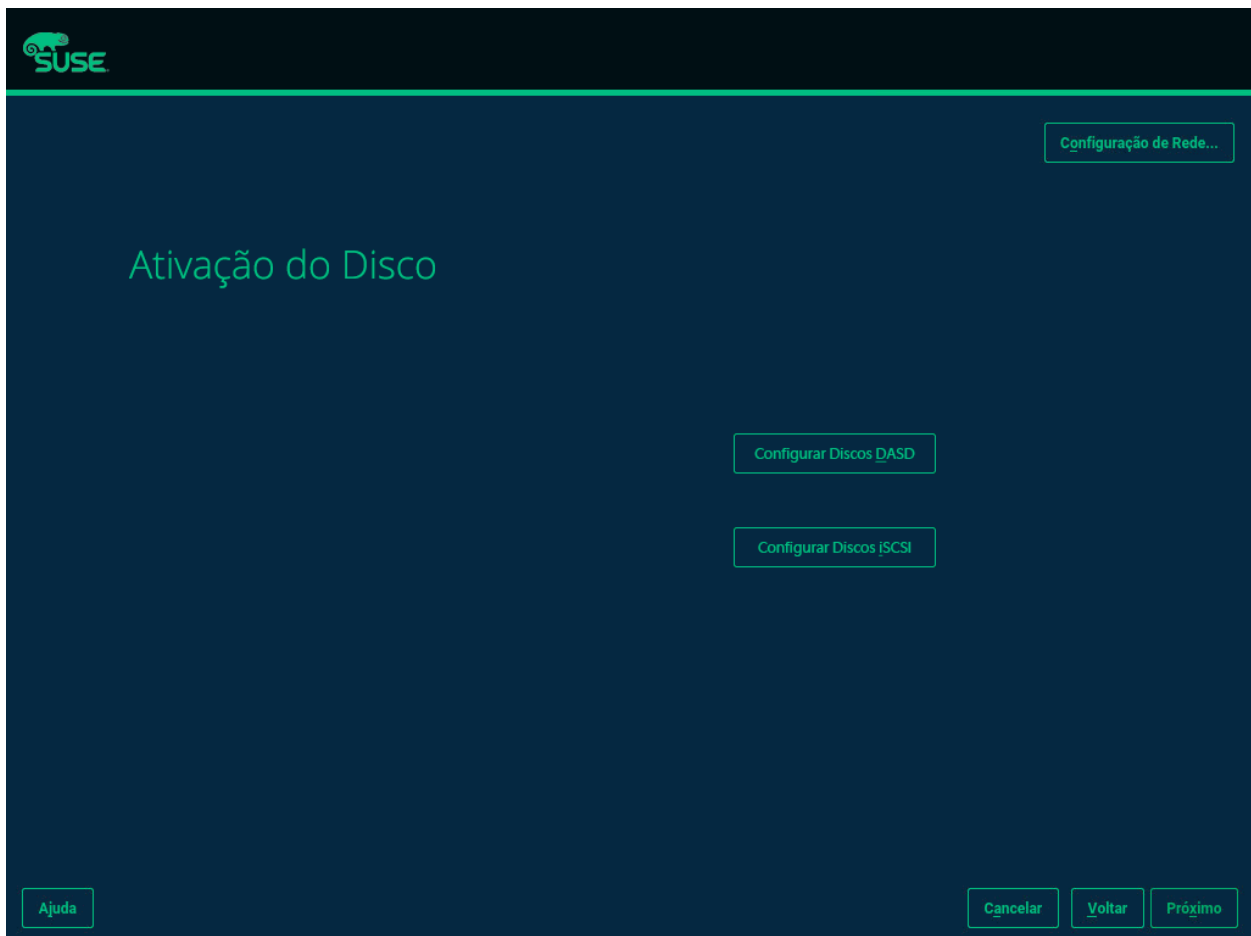 SUSE
Configuração de Rede...
Ativação do Disco
Configurar Discos DASD
Configurar Discos iSCSI
Ajuda
Cancelar
Voltar
Próximo